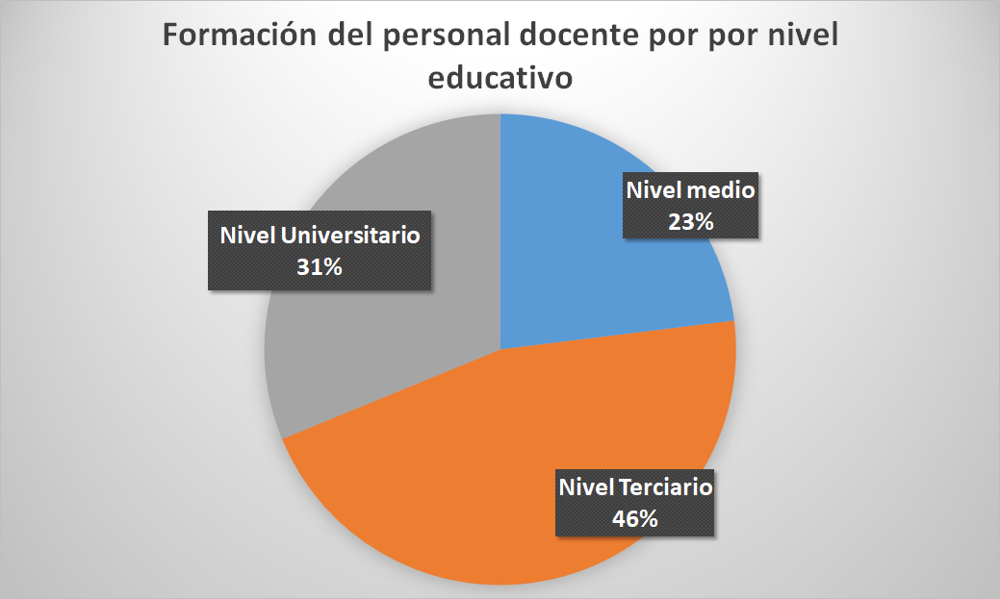 Formación del personal docente por por nivel
educativo
Nivel medio
23%
Nivel Universitario
31%
Nivel Terciario
46%